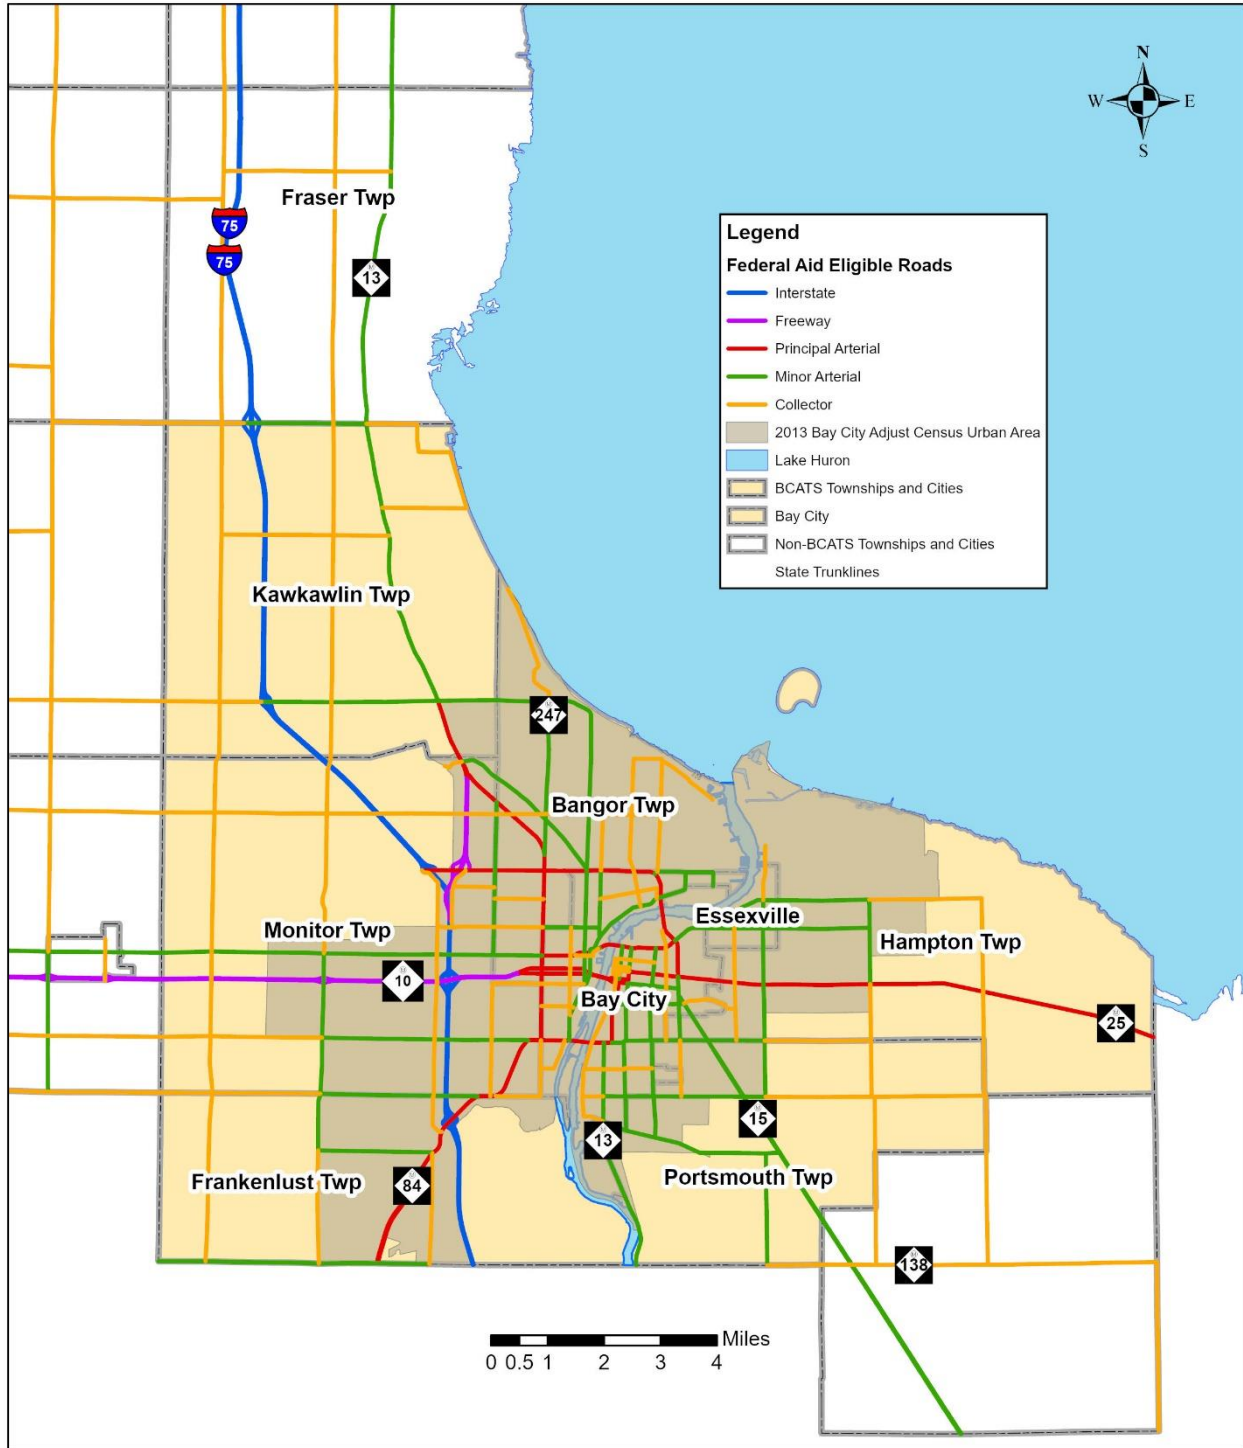 N
W E
S
Fraser Twp
75
75
M
13
Legend
Federal Aid Eligible Roads
Interstate
Freeway
Principal Arterial
Minor Arterial
Collector
2013 Bay City Adjust Census Urban Area
Lake Huron
BCATS Townships and Cities
Bay City
Non-BCATS Townships and Cities
State Trunklines
Kawkawlin Twp
M
247
Bangor Twp
Essexville
Monitor Twp
Hampton Twp
M
10
Bay City
M
25
M
15
M
13
Frankenlust Twp
M
84
Portsmouth Twp
M
138
Miles
0 0.5 1 2 3 4